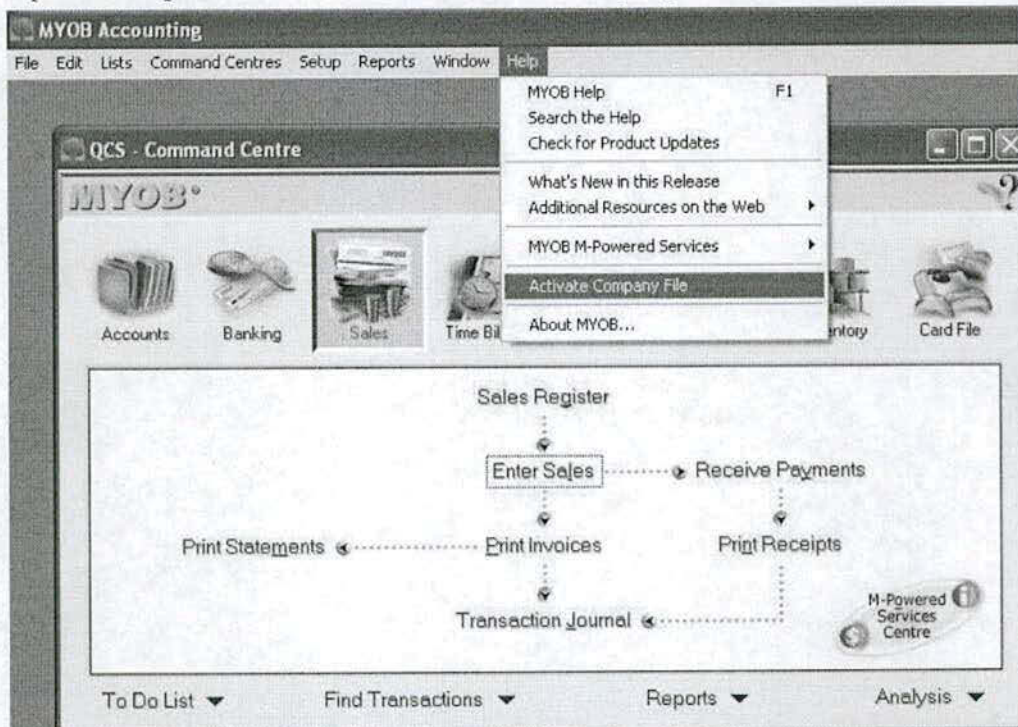 MYOB Accounting
File Edit Lists Command Centres Setup Reports Window Help
MYOB Help F1
Search the Help
Check for Product Updates
What's New in this Release
Additional Resources on the Web
MYOB M-Powered Services
Activate Company File
About MYOB...
QCS - Command Centre
MYOB
Accounts Banking Sales Time Bil entory Card File
Sales Register
Enter Sales Receive Payments
Print Statements Print Invoices Print Receipts
Transaction Journal
M-Powered
Services
Centre
To Do List Find Transactions Reports Analysis